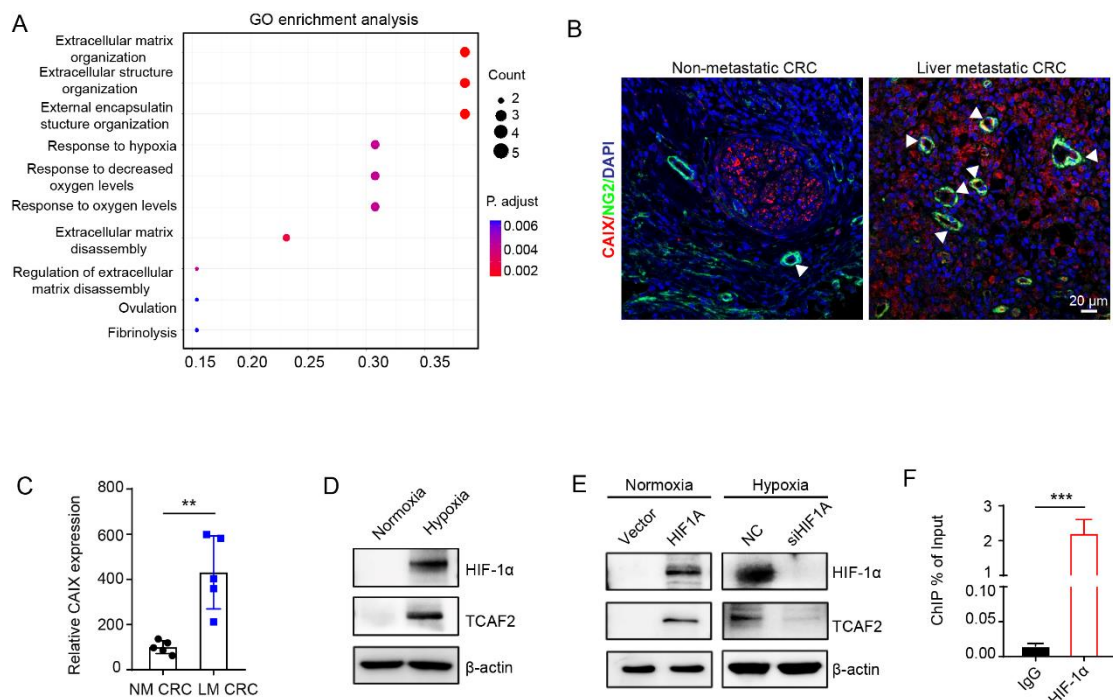 A
GO enrichment analysis
Extracellular matrix
organization
Extracellular structure
organization
External encapsulatin
stucture organization
Response to hypoxia
Response to decreased
oxygen levels
Response to oxygen levels
Extracellular matrix
disassembly
Regulation of extracellular
matrix disassembly
Ovulation
Fibrinolysis
0.15 0.20 0.25 0.30 0.35
Count
2
3
4
5
P. adjust
0.006
0.004
0.002
B
Non-metastatic CRC
Liver metastatic CRC
CAIX/NG2/DAPI
20 µm
C
Relative CAIX expression
800
600
400
200
0
**
NM CRC LM CRC
D
Normoxia
Hypoxia
HIF-1α
TCAF2
β-actin
E
Normoxia
Hypoxia
Vector
HIF1A
NC
siHIF1A
HIF-1α
TCAF2
β-actin
F
ChIP % of Input
***
3
2
1
0.10
0.05
0.00
IgG
HIF-1α